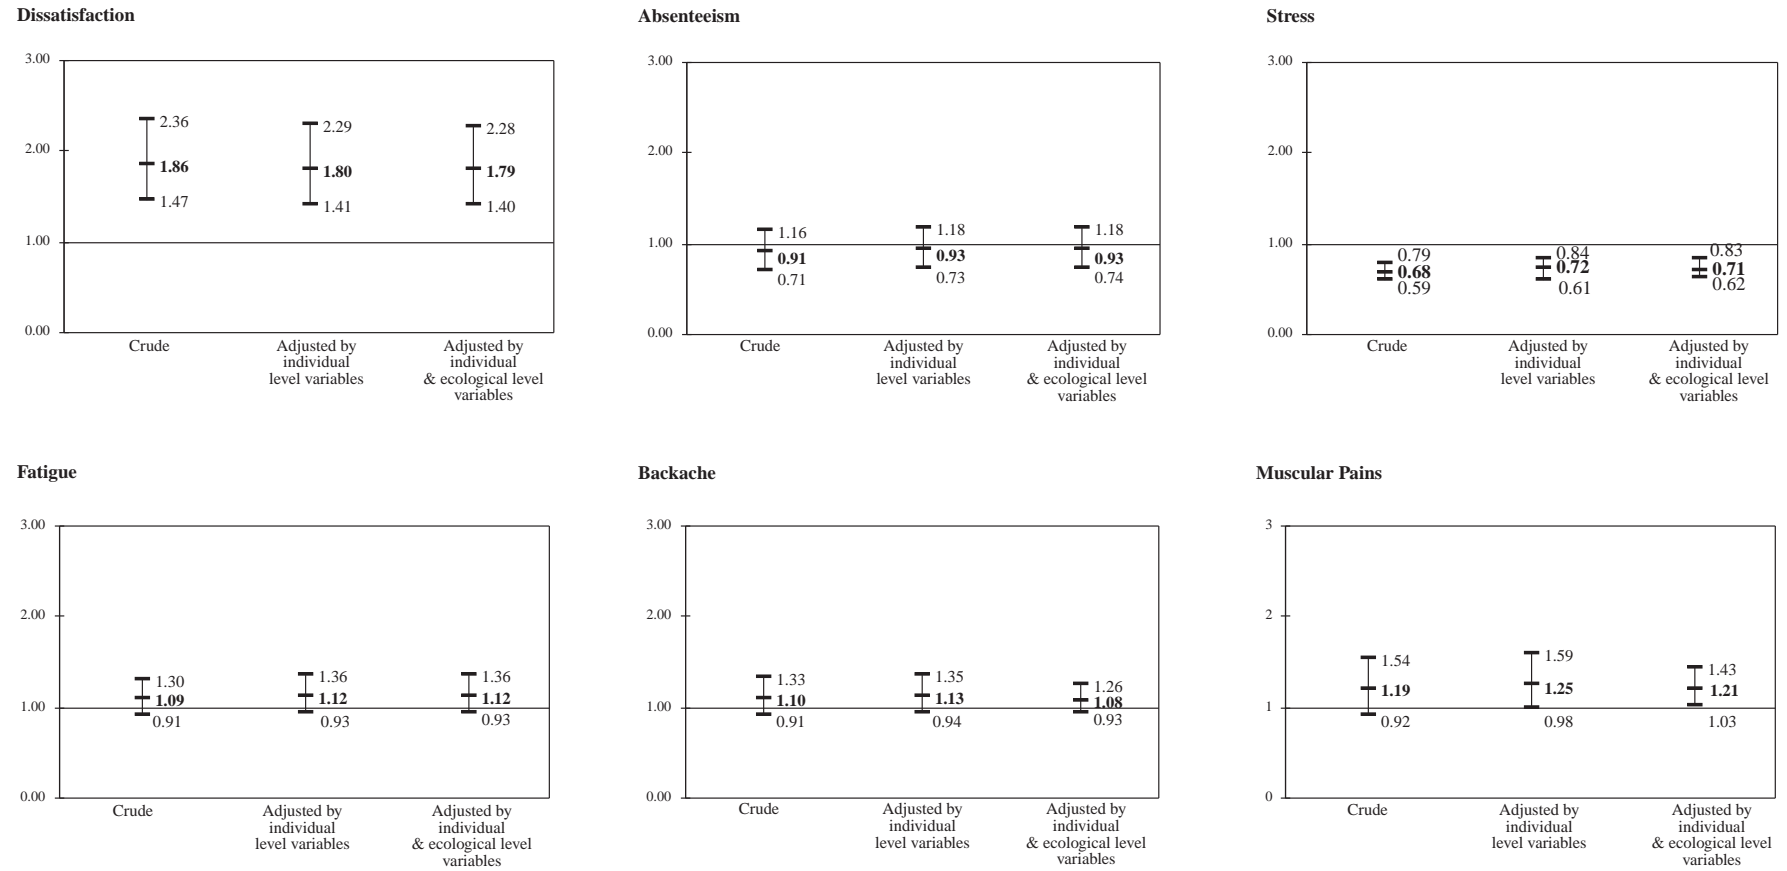 Dissatisfaction
3.00
2.00
1.00
0.00
2.36
1.86
1.47
2.29
1.80
1.41
2.28
1.79
1.40
Crude
Adjusted by
individual
level variables
Adjusted by
individual
& ecological level
variables
Absenteeism
3.00
2.00
1.00
0.00
1.16
0.91
0.71
1.18
0.93
0.73
1.18
0.93
0.74
Crude
Adjusted by
individual
level variables
Adjusted by
individual
& ecological level
variables
Stress
3.00
2.00
1.00
0.00
0.79
0.68
0.59
0.84
0.72
0.61
0.83
0.71
0.62
Crude
Adjusted by
individual
level variables
Adjusted by
individual
& ecological level
variables
Fatigue
3.00
2.00
1.00
0.00
1.30
1.09
0.91
1.36
1.12
0.93
1.36
1.12
0.93
Crude
Adjusted by
individual
level variables
Adjusted by
individual
& ecological level
variables
Backache
3.00
2.00
1.00
0.00
1.33
1.10
0.91
1.35
1.13
0.94
1.26
1.08
0.93
Crude
Adjusted by
individual
level variables
Adjusted by
individual
& ecological level
variables
Muscular Pains
3
2
1
0
1.54
1.19
0.92
1.59
1.25
0.98
1.43
1.21
1.03
Crude
Adjusted by
individual
level variables
Adjusted by
individual
& ecological level
variables